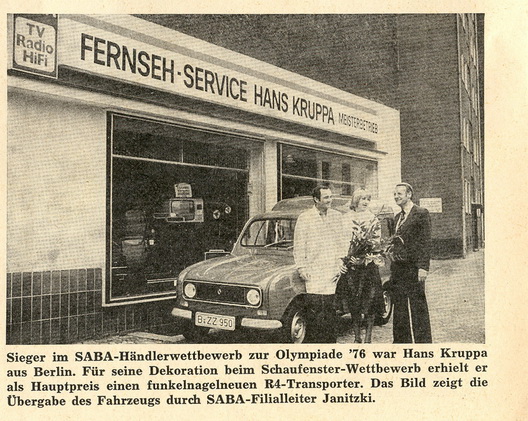 TV
Radio
HiFi
FERNSEH-SERVICE HANS KRUPPA MEISTERBETRIEB
B-ZZ 950
Sieger im SABA-Händlerwettbewerb zur Olympiade '76 war Hans Kruppa
aus Berlin. Für seine Dekoration beim Schaufenster-Wettbewerb erhielt er
als Hauptpreis einen funkelnagelneuen R4-Transporter. Das Bild zeigt die
Übergabe des Fahrzeugs durch SABA-Filialleiter Janitzki.